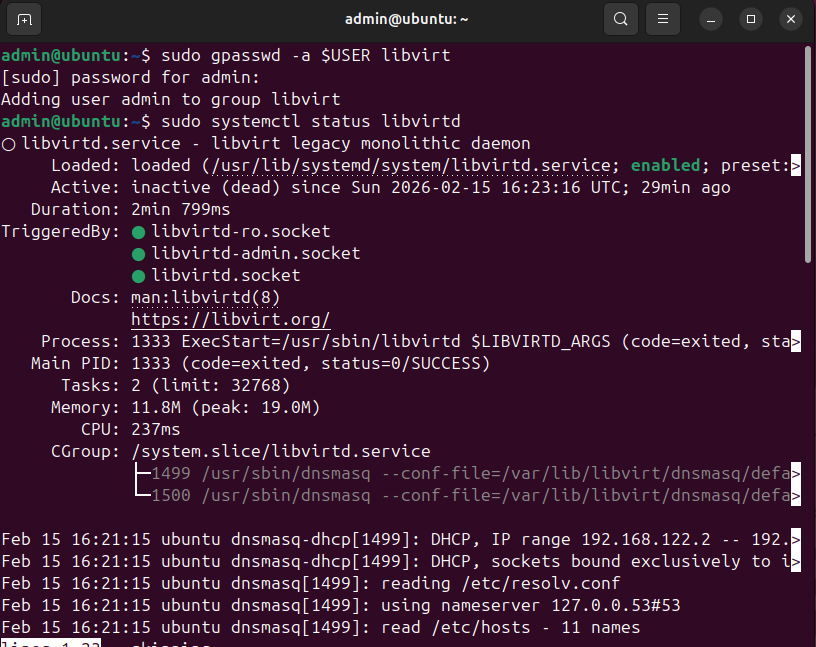 admin@ubuntu: ~
admin@ubuntu:~$ sudo gpasswd -a $USER libvirt
[sudo] password for admin:
Adding user admin to group libvirt
admin@ubuntu:~$ sudo systemctl status libvirtd
○ libvirtd.service - libvirt legacy monolithic daemon
Loaded: loaded (/usr/lib/systemd/system/libvirtd.service; enabled; preset:>
Active: inactive (dead) since Sun 2026-02-15 16:23:16 UTC; 29min ago
Duration: 2min 799ms
TriggeredBy: ● libvirtd-ro.socket
● libvirtd-admin.socket
● libvirtd.socket
Docs: man:libvirtd(8)
https://libvirt.org/
Process: 1333 ExecStart=/usr/sbin/libvirtd $LIBVIRTD_ARGS (code=exited, sta>
Main PID: 1333 (code=exited, status=0/SUCCESS)
Tasks: 2 (limit: 32768)
Memory: 11.8M (peak: 19.0M)
CPU: 237ms
CGroup: /system.slice/libvirtd.service
├─1499 /usr/sbin/dnsmasq --conf-file=/var/lib/libvirt/dnsmasq/defa>
└─1500 /usr/sbin/dnsmasq --conf-file=/var/lib/libvirt/dnsmasq/defa>
Feb 15 16:21:15 ubuntu dnsmasq-dhcp[1499]: DHCP, IP range 192.168.122.2 -- 192.>
Feb 15 16:21:15 ubuntu dnsmasq-dhcp[1499]: DHCP, sockets bound exclusively to i>
Feb 15 16:21:15 ubuntu dnsmasq[1499]: reading /etc/resolv.conf
Feb 15 16:21:15 ubuntu dnsmasq[1499]: using nameserver 127.0.0.53#53
Feb 15 16:21:15 ubuntu dnsmasq[1499]: read /etc/hosts - 11 names